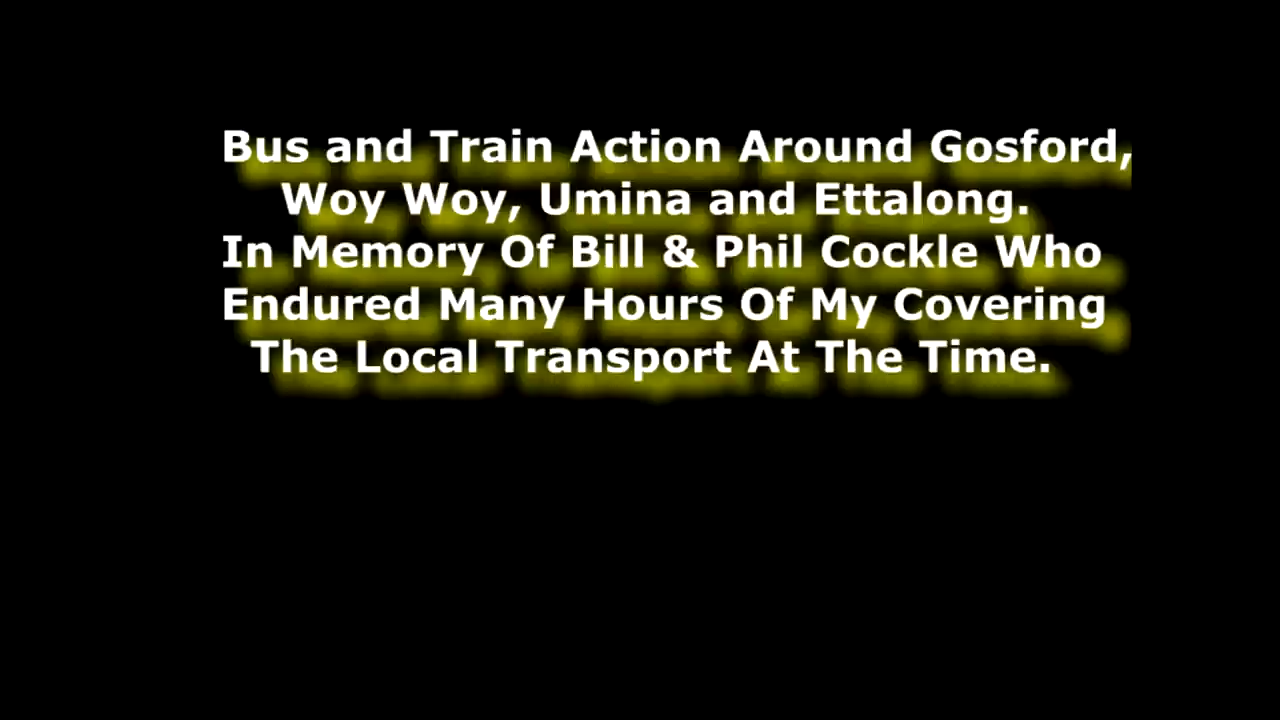 Bus and Train Action Around Gosford,
Woy Woy, Umina and Ettalong.
In Memory Of Bill & Phil Cockle Who
Endured Many Hours Of My Covering
The Local Transport At The Time.